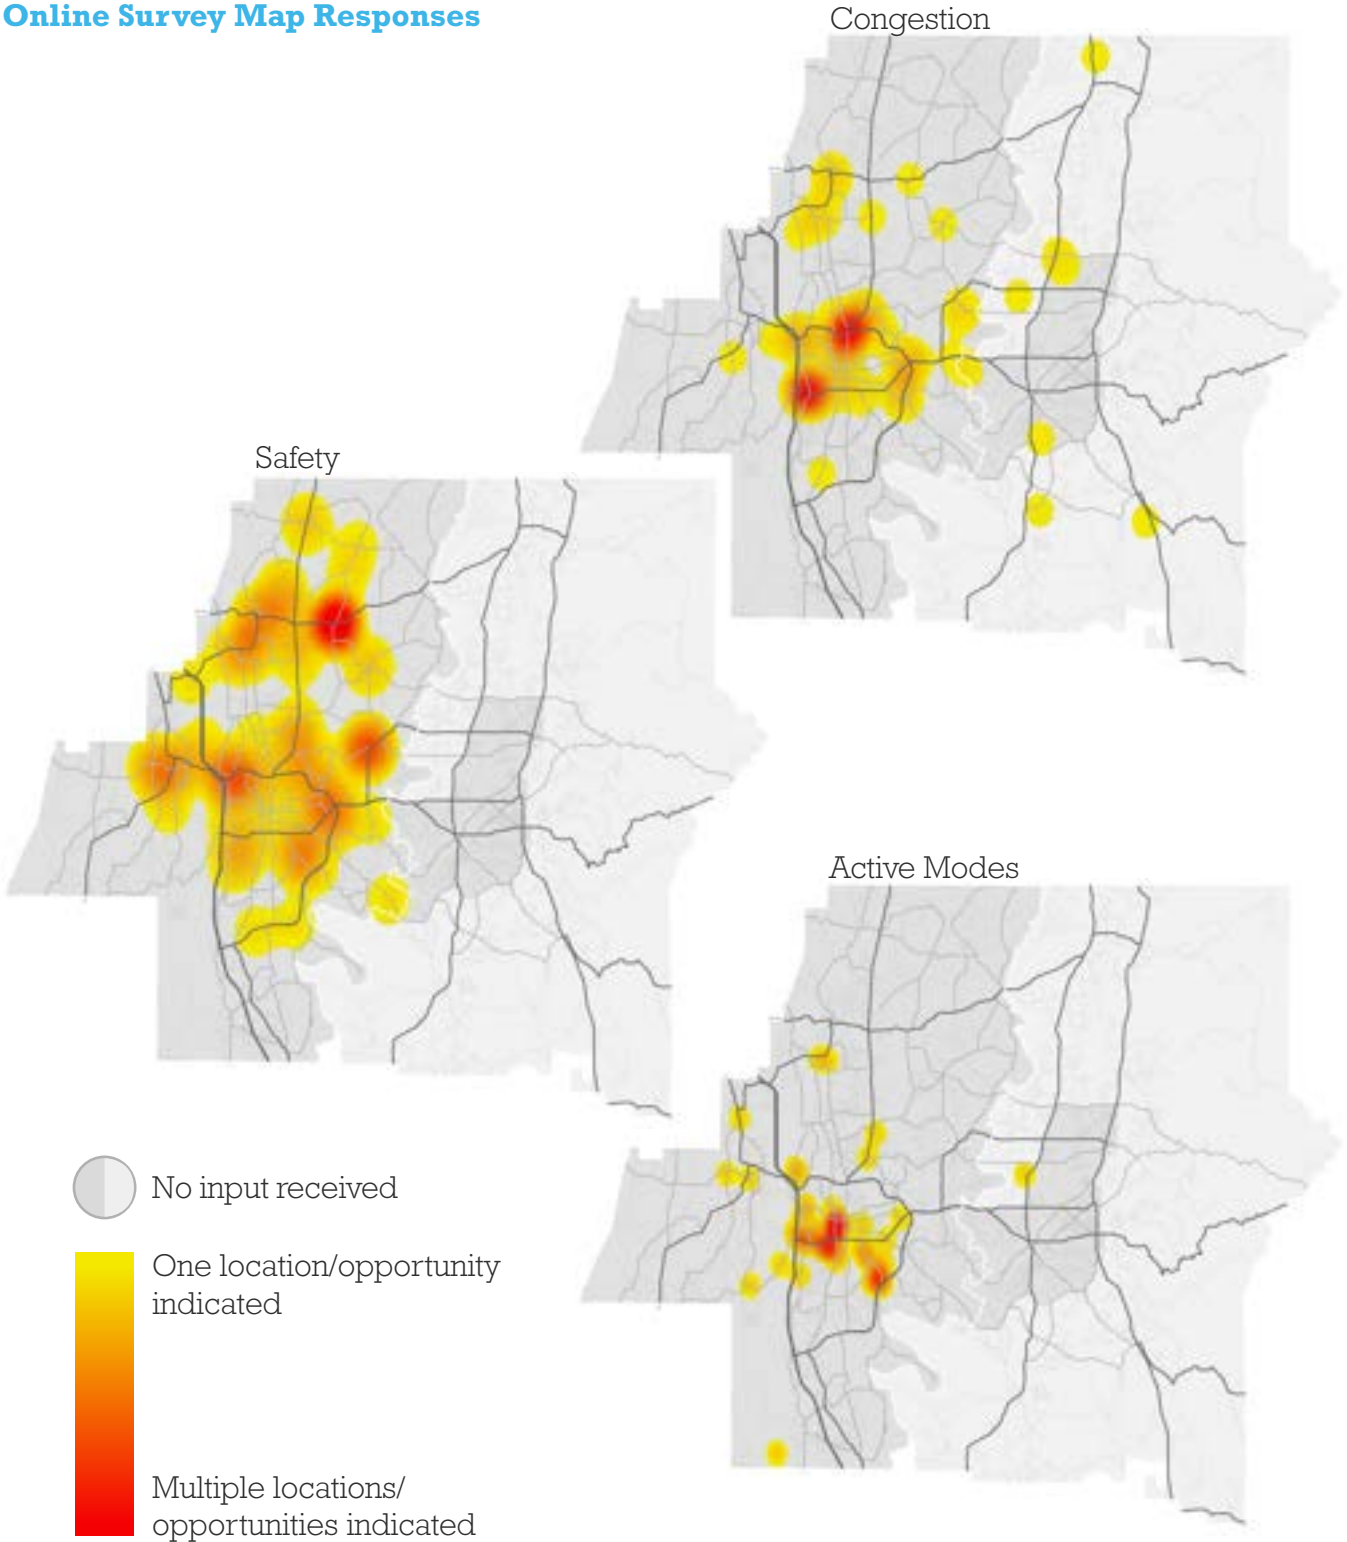 Online Survey Map Responses
Congestion
Safety
Active Modes
No input received
One location/opportunity
indicated
Multiple locations/
opportunities indicated